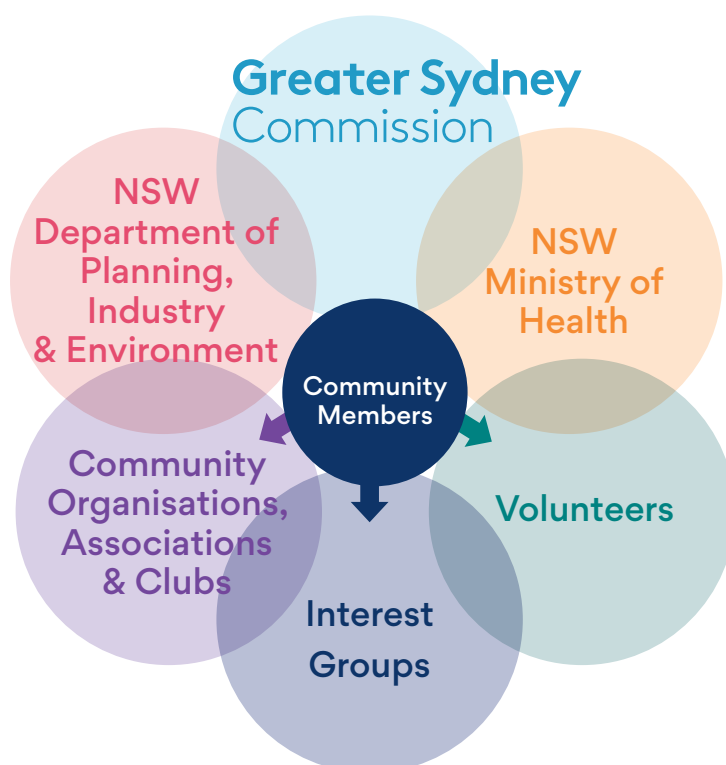 Greater Sydney
Commission
NSW
Department of
Planning,
Industry
& Environment
NSW
Ministry of
Health
Community
Members
Community
Organisations,
Associations
& Clubs
Volunteers
Interest
Groups